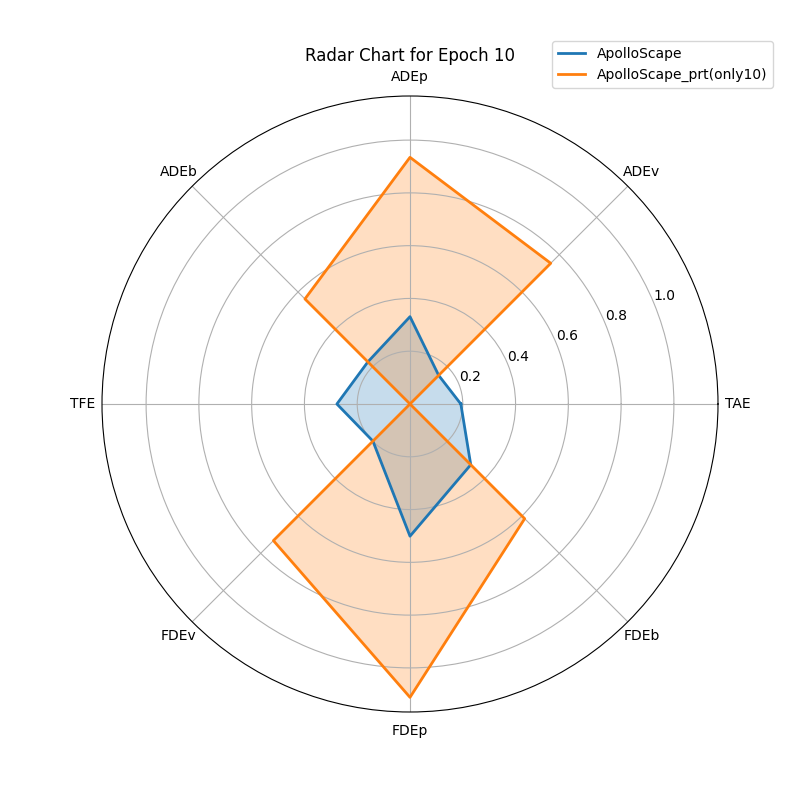 Radar Chart for Epoch 10
ApolloScape
ApolloScape_prt(only10)
ADEp
ADEb
ADEv
1.0
0.8
0.6
0.4
0.2
TFE
TAE
FDEv
FDEb
FDEp